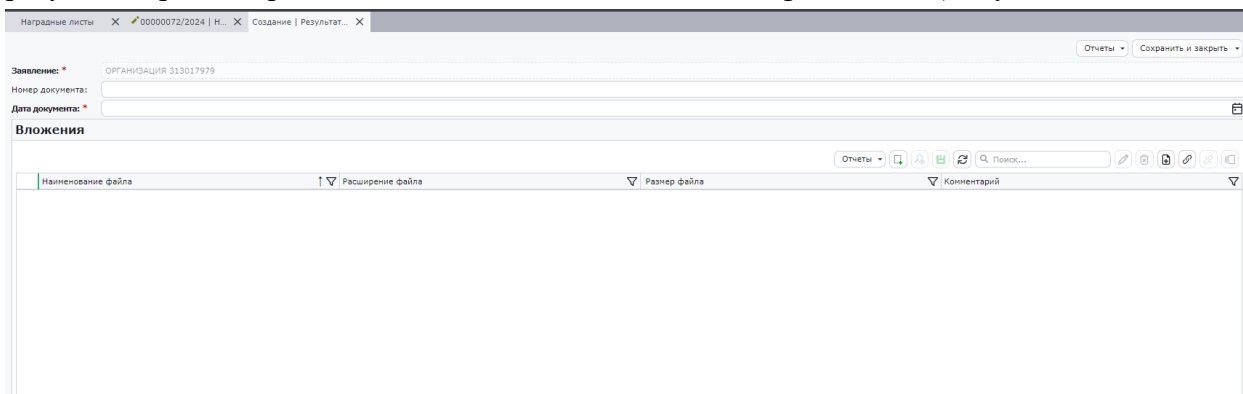 Наградные листы 00000072/2024 | Н... Создание | Результат...
Отчеты Сохранить и закрыть
Заявление: * ОРГАНИЗАЦИЯ 313017979
Номер документа:
Дата документа: *
Вложения
Отчеты Поиск...
Наименование файла Расширение файла Размер файла Комментарий